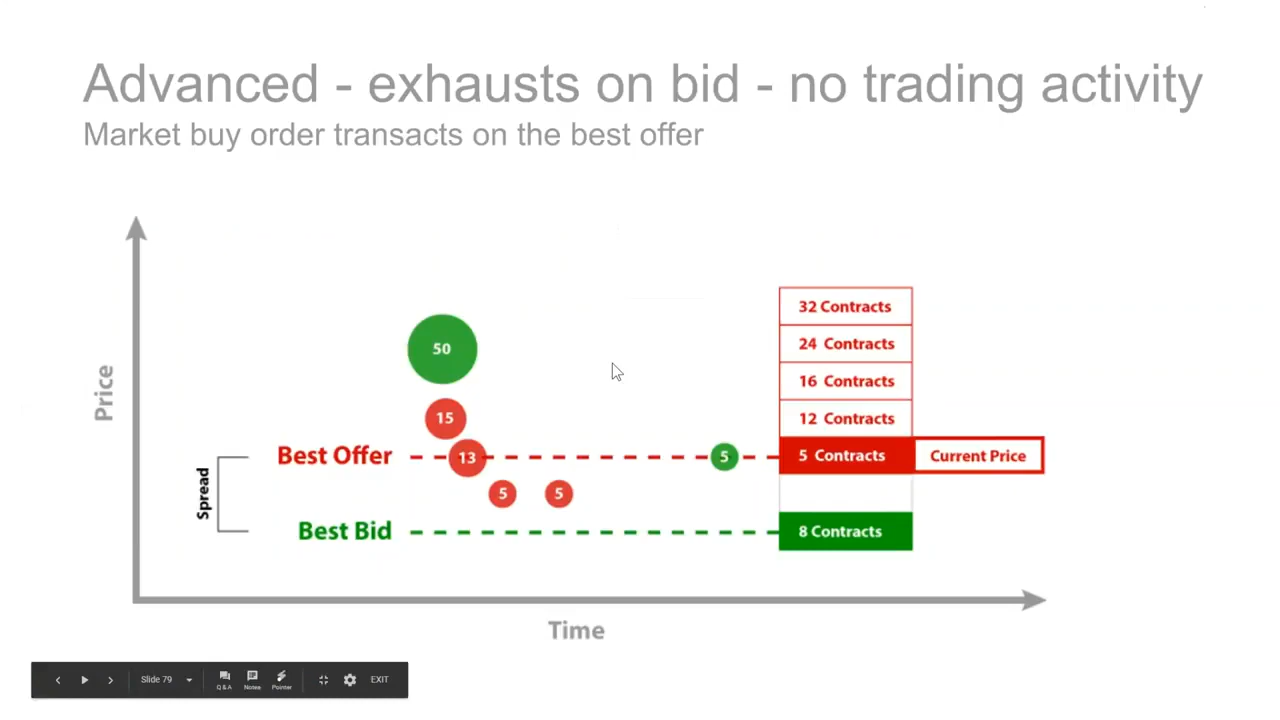 Advanced - exhausts on bid - no trading activity
Market buy order transacts on the best offer
Price
50
15
13
5
5
5
Spread
Best Offer
Best Bid
32 Contracts
24 Contracts
16 Contracts
12 Contracts
5 Contracts
Current Price
8 Contracts
Time
Slide 79
Q & A
Notes
Pointer
EXIT